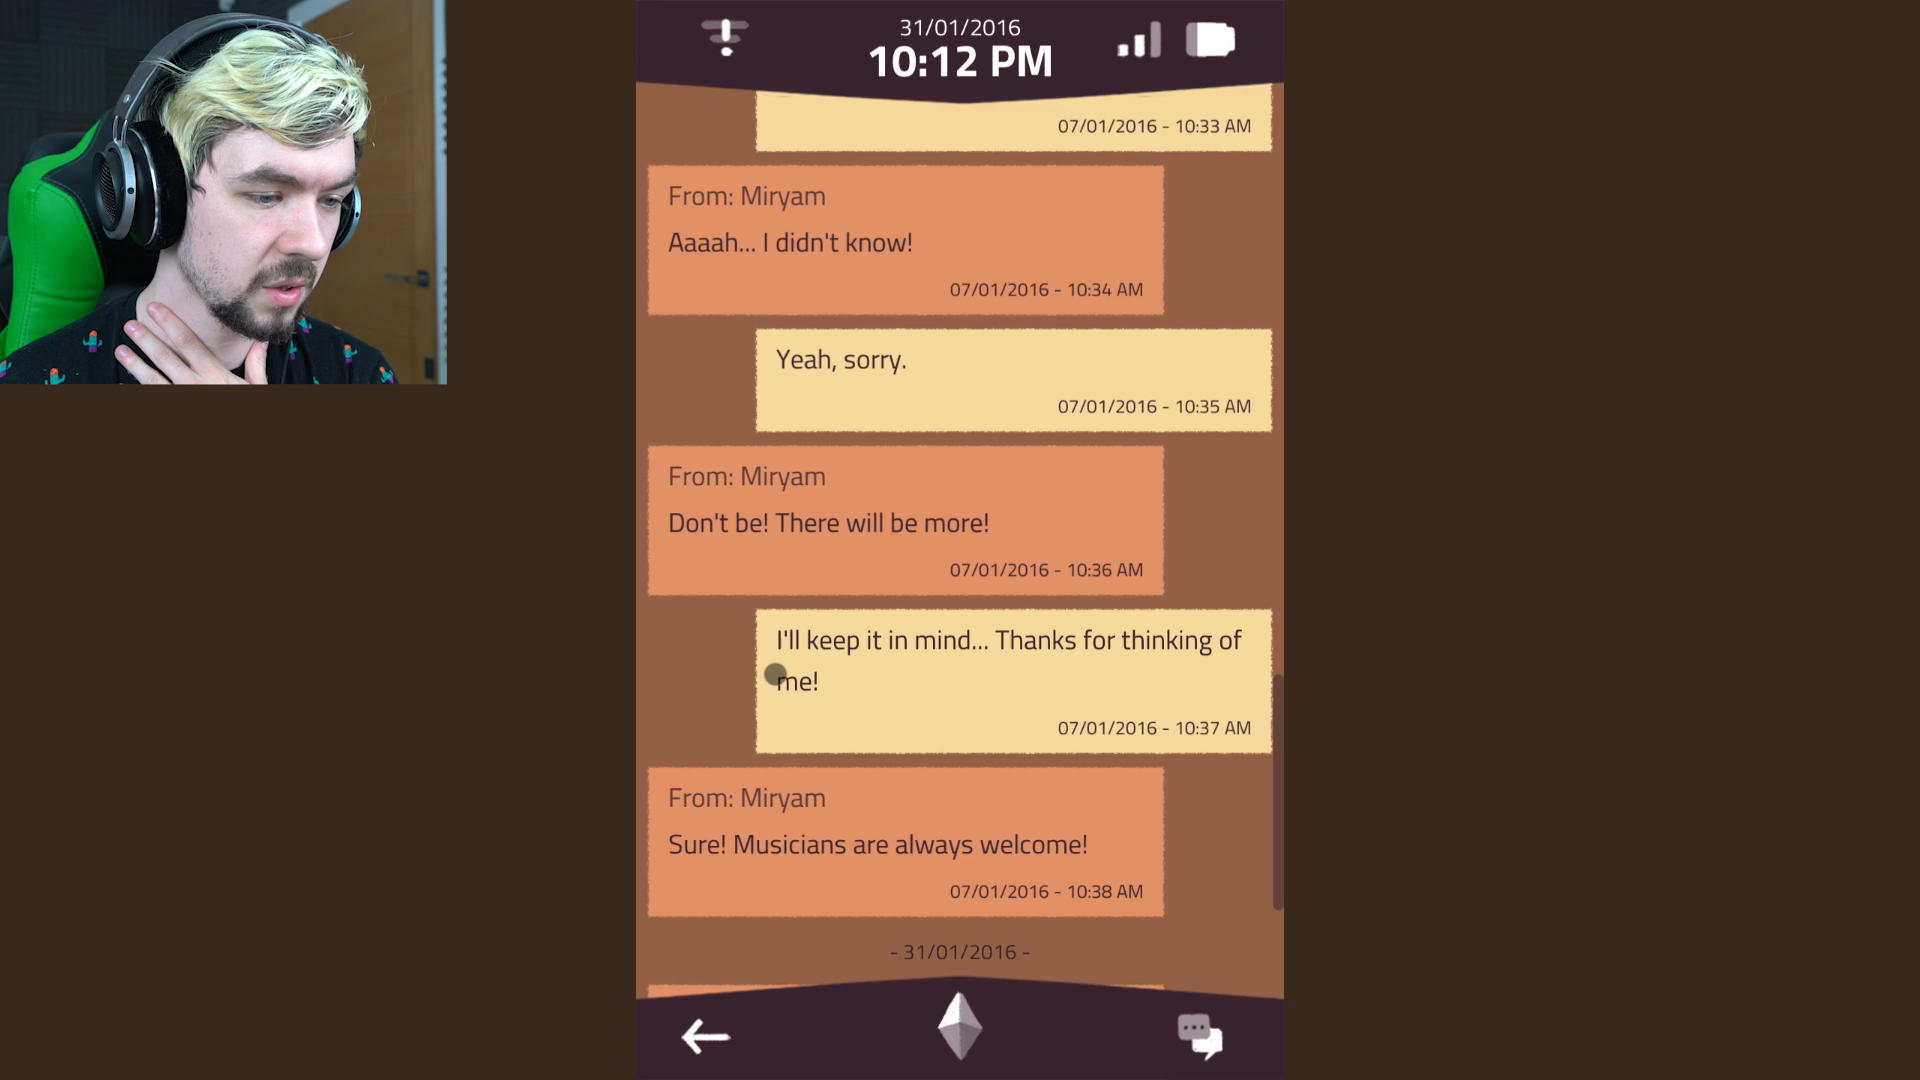 31/01/2016
10:12 PM
07/01/2016 - 10:33 AM
From: Miryam
Aaaah... I didn't know!
07/01/2016 - 10:34 AM
Yeah, sorry.
07/01/2016 - 10:35 AM
From: Miryam
Don't be! There will be more!
07/01/2016 - 10:36 AM
I'll keep it in mind... Thanks for thinking of
me!
07/01/2016 - 10:37 AM
From: Miryam
Sure! Musicians are always welcome!
07/01/2016 - 10:38 AM
- 31/01/2016 -